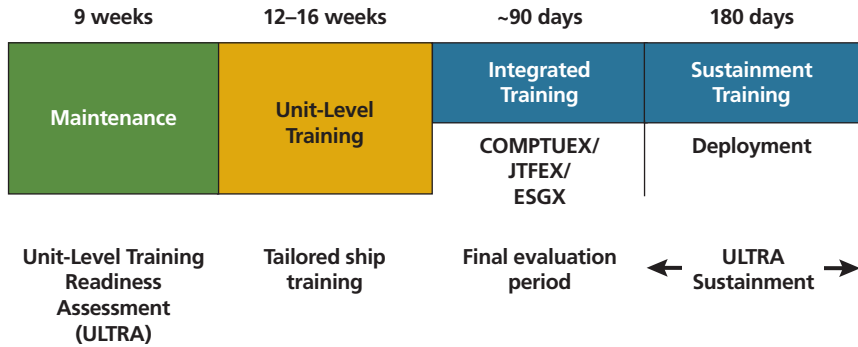 9 weeks
12–16 weeks
~90 days
180 days
Maintenance
Unit-Level
Training
Integrated
Training
Sustainment
Training
COMPTUEX/
JTFEX/
ESGX
Deployment
Unit-Level Training
Readiness
Assessment
(ULTRA)
Tailored ship
training
Final evaluation
period
ULTRA
Sustainment